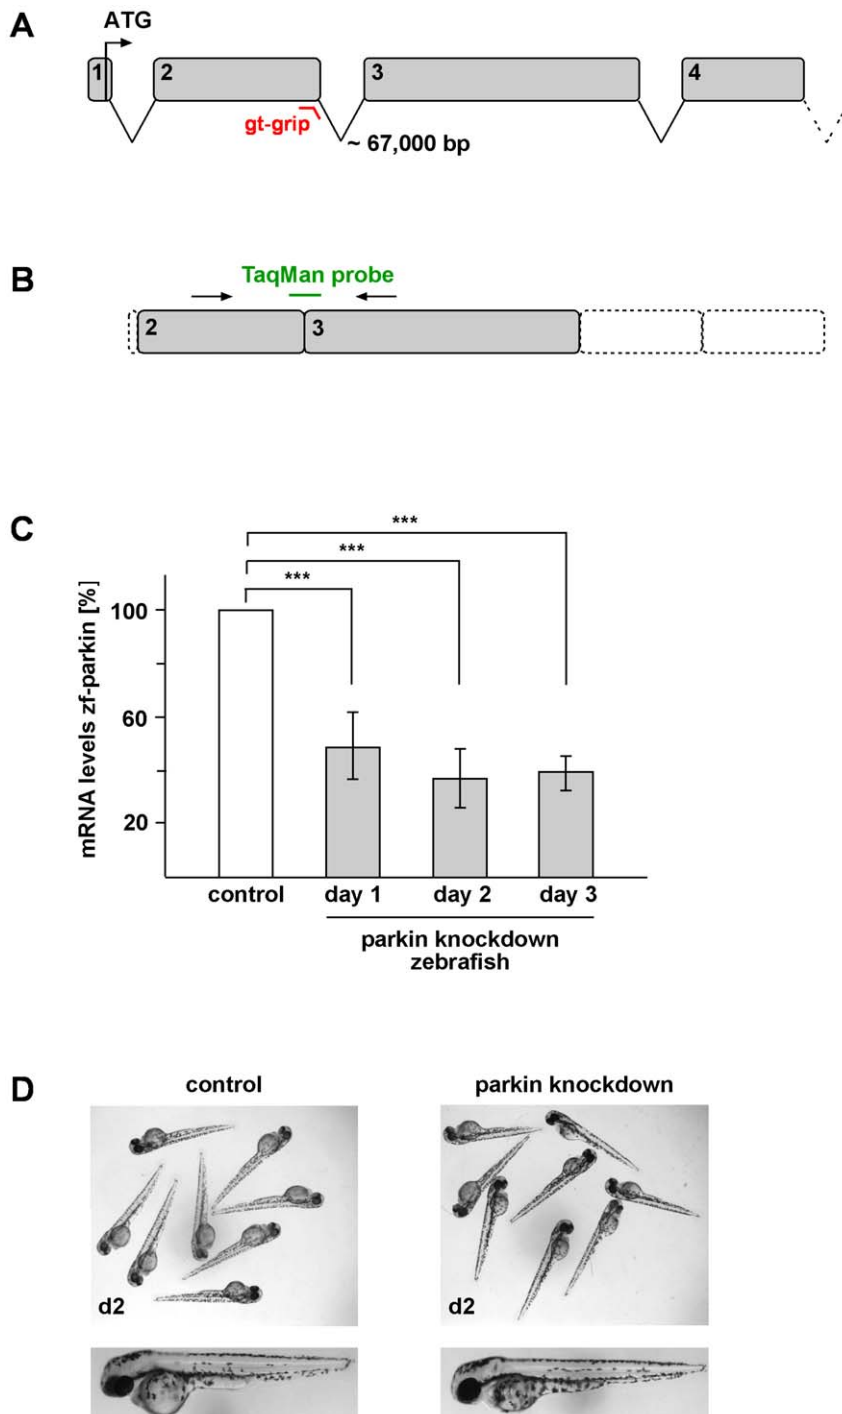 A
ATG
1
2
3
4
gt-grip
~ 67,000 bp
B
TaqMan probe
2
3
C
***
***
***
mRNA levels zf-parkin [%]
100
60
20
control
day 1
day 2
day 3
parkin knockdown
zebrafish
D
control
parkin knockdown
d2
d2